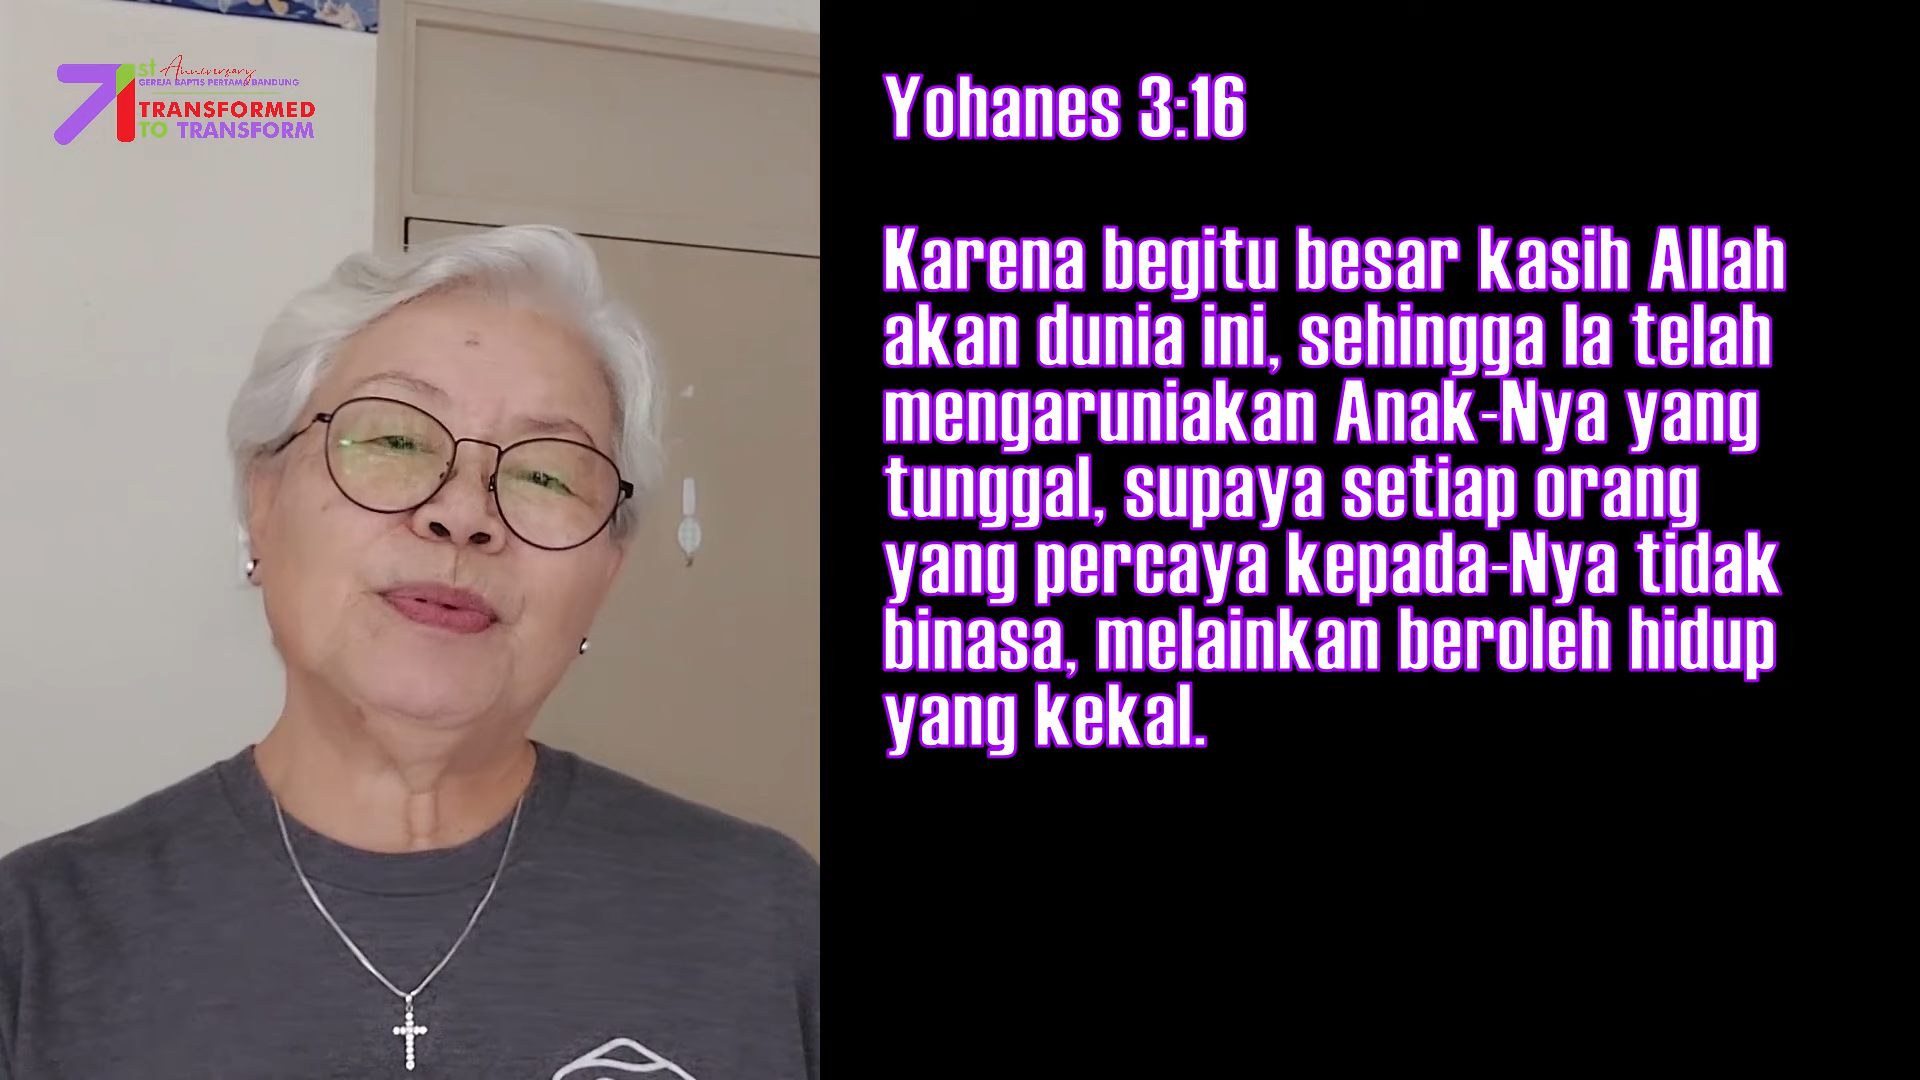 st Anniversary
GEREJA BAPTIS PERTAMA BANDUNG
71
TRANSFORMED
TO TRANSFORM
Yohanes 3:16
Karena begitu besar kasih Allah
akan dunia ini, sehingga Ia telah
mengaruniakan Anak-Nya yang
tunggal, supaya setiap orang
yang percaya kepada-Nya tidak
binasa, melainkan beroleh hidup
yang kekal.